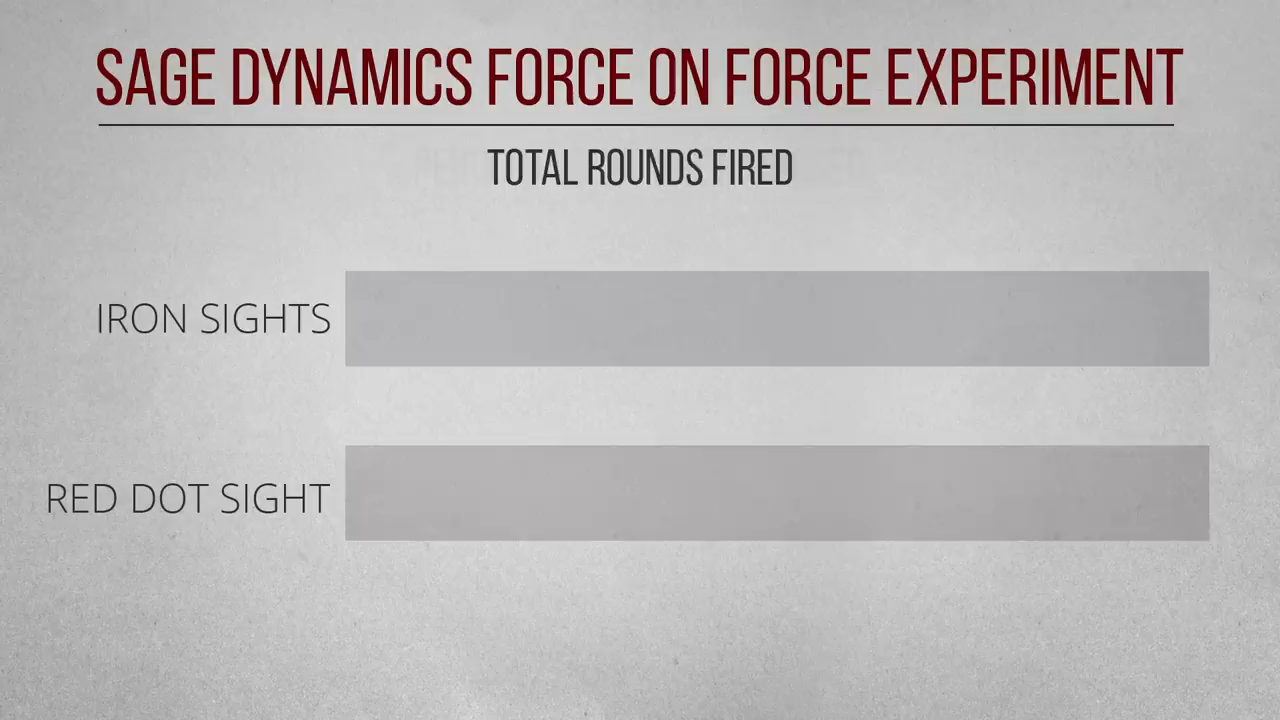 SAGE DYNAMICS FORCE ON FORCE EXPERIMENT
TOTAL ROUNDS FIRED
IRON SIGHTS
RED DOT SIGHT